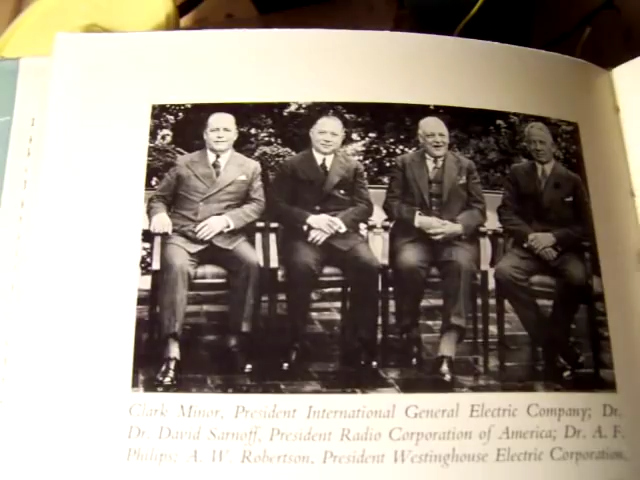 Clark Minor, President International General Electric Company; Dr.
Dr. David Sarnoff, President Radio Corporation of America; Dr. A. F.
Philips; A. W. Robertson, President Westinghouse Electric Corporation.